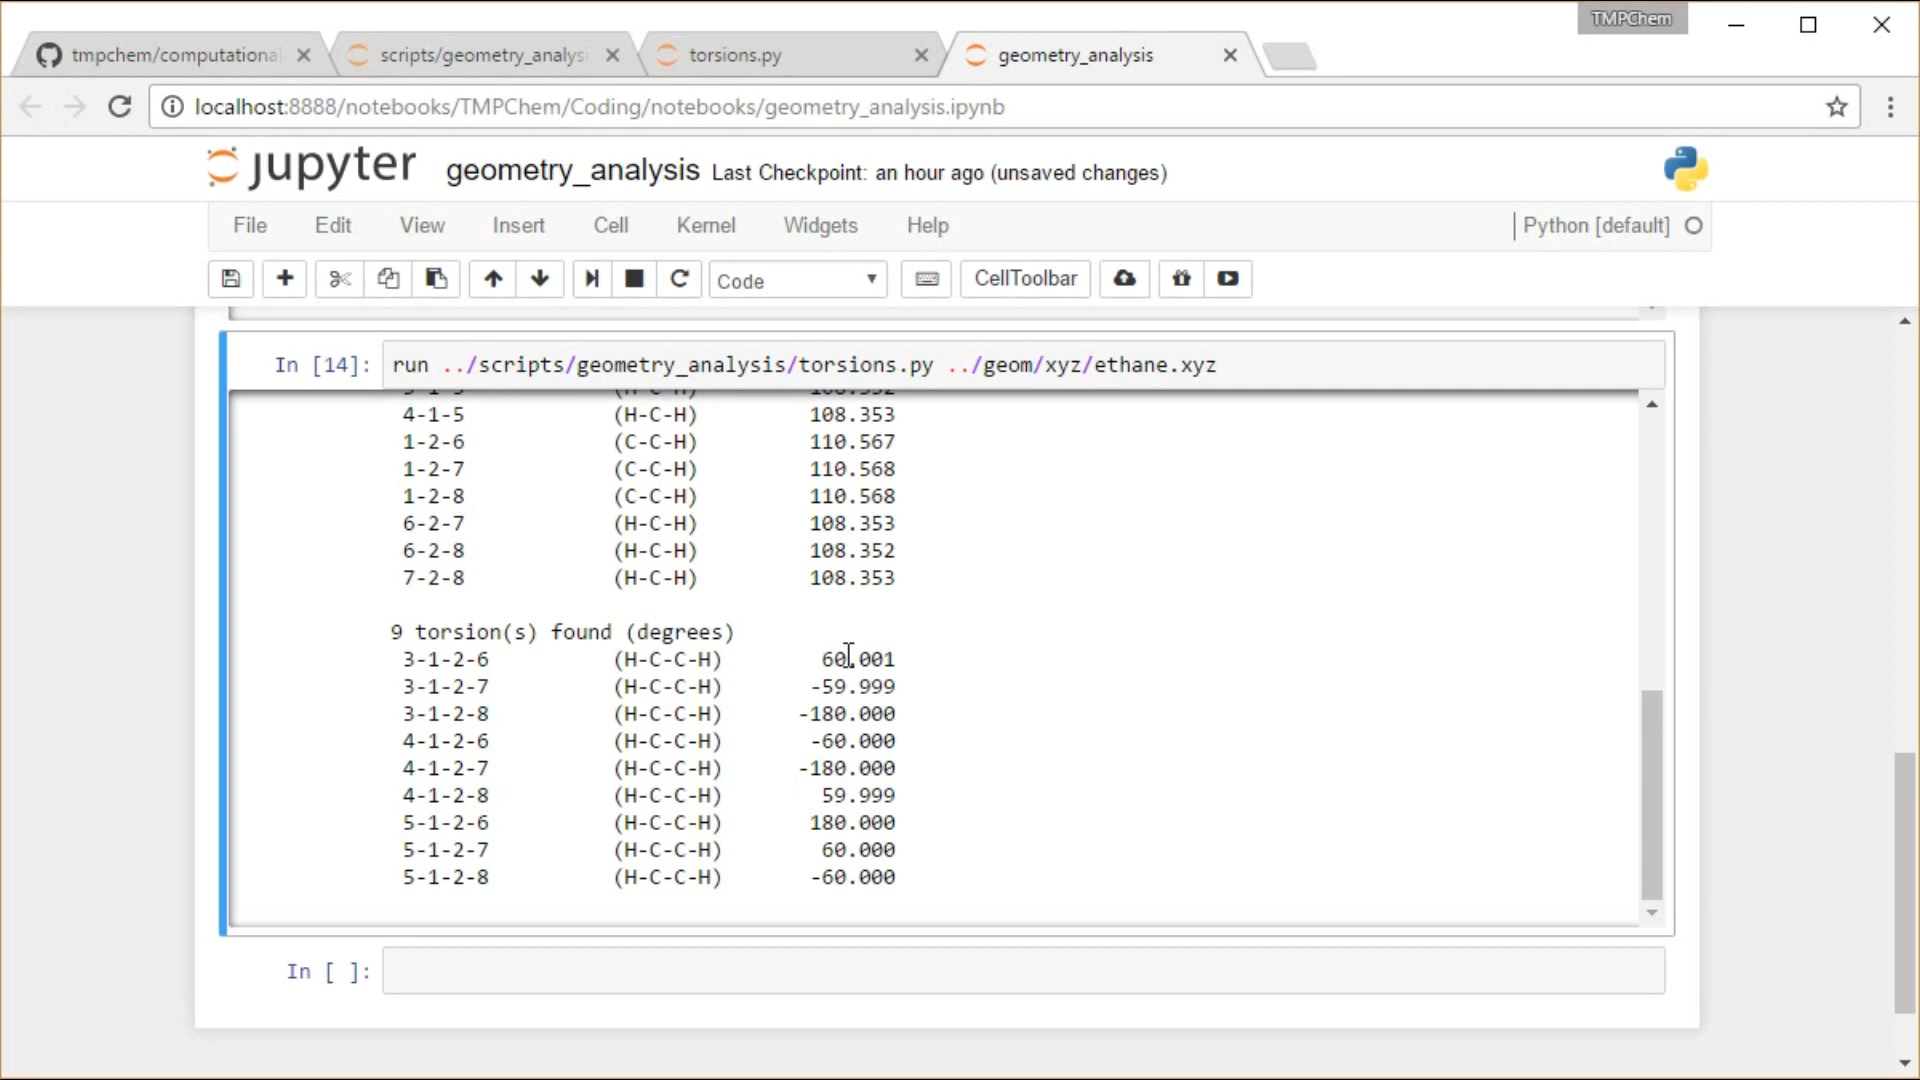 TMPChem
tmpchem/computational
scripts/geometry_analysi
torsions.py
geometry_analysis
localhost:8888/notebooks/TMPChem/Coding/notebooks/geometry_analysis.ipynb
jupyter geometry_analysis Last Checkpoint: an hour ago (unsaved changes)
File Edit View Insert Cell Kernel Widgets Help Python [default]
Code CellToolbar
In [14]: run ../scripts/geometry_analysis/torsions.py ../geom/xyz/ethane.xyz
4-1-5 (H-C-H) 108.353
1-2-6 (C-C-H) 110.567
1-2-7 (C-C-H) 110.568
1-2-8 (C-C-H) 110.568
6-2-7 (H-C-H) 108.353
6-2-8 (H-C-H) 108.352
7-2-8 (H-C-H) 108.353
9 torsion(s) found (degrees)
3-1-2-6 (H-C-C-H) 60.001
3-1-2-7 (H-C-C-H) -59.999
3-1-2-8 (H-C-C-H) -180.000
4-1-2-6 (H-C-C-H) -60.000
4-1-2-7 (H-C-C-H) -180.000
4-1-2-8 (H-C-C-H) 59.999
5-1-2-6 (H-C-C-H) 180.000
5-1-2-7 (H-C-C-H) 60.000
5-1-2-8 (H-C-C-H) -60.000
In [ ]: